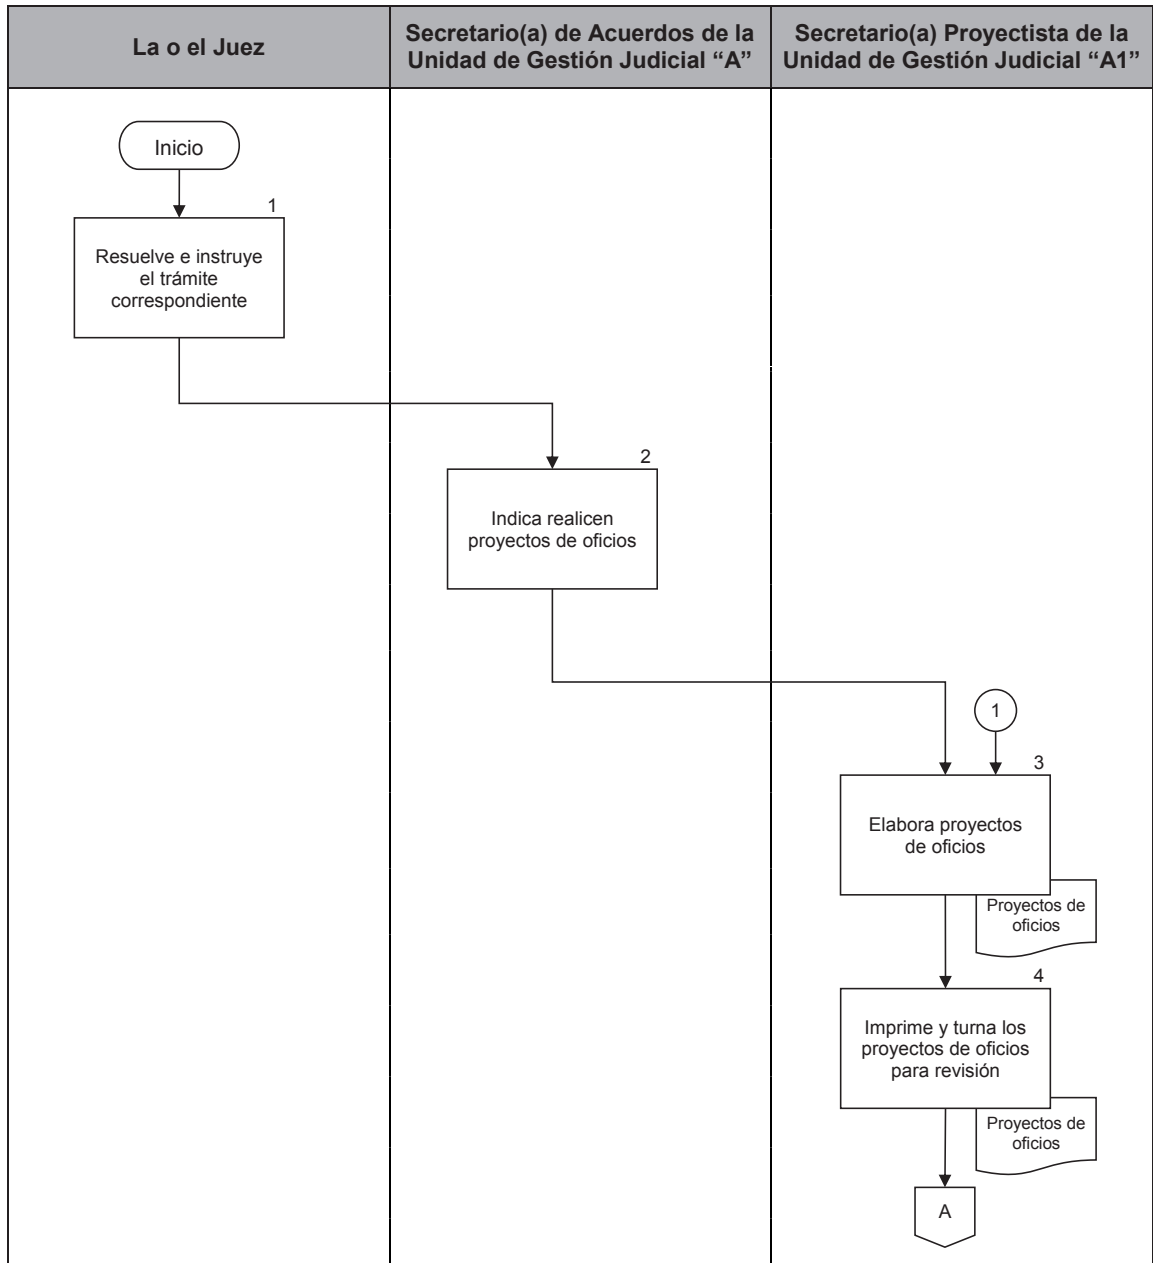 La o el Juez
Secretario(a) de Acuerdos de la
Unidad de Gestión Judicial “A”
Secretario(a) Proyectista de la
Unidad de Gestión Judicial “A1”
Inicio
1
Resuelve e instruye
el trámite
correspondiente
2
Indica realicen
proyectos de oficios
1
3
Elabora proyectos
de oficios
Proyectos de
oficios
4
Imprime y turna los
proyectos de oficios
para revisión
Proyectos de
oficios
A